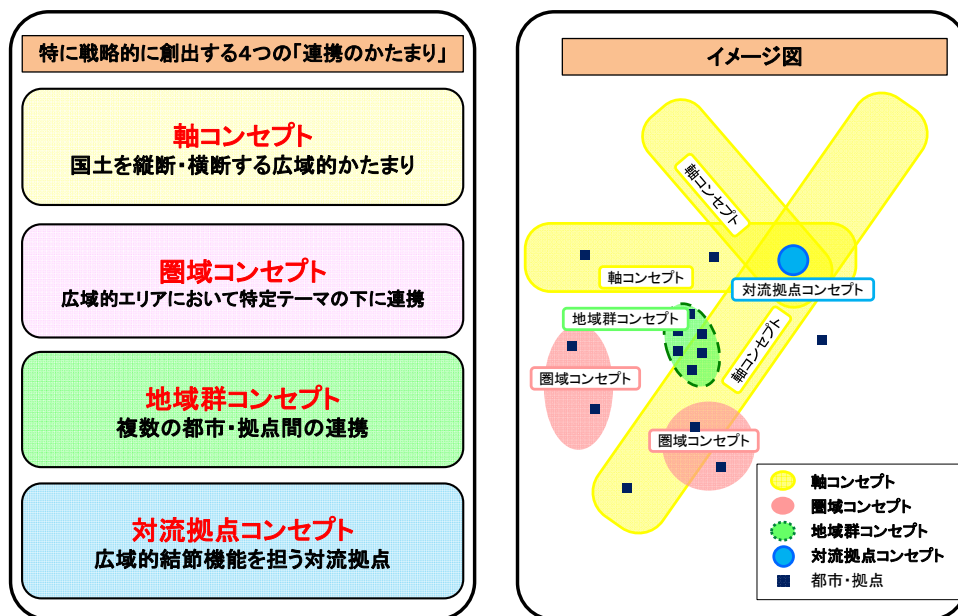 特に戦略的に創出する4つの「連携のかたまり」
軸コンセプト
国土を縦断・横断する広域的かたまり
圏域コンセプト
広域的エリアにおいて特定テーマの下に連携
地域群コンセプト
複数の都市・拠点間の連携
対流拠点コンセプト
広域的結節機能を担う対流拠点
イメージ図
軸コンセプト
軸コンセプト
対流拠点コンセプト
地域群コンセプト
軸コンセプト
圏域コンセプト
圏域コンセプト
軸コンセプト
圏域コンセプト
地域群コンセプト
対流拠点コンセプト
都市・拠点